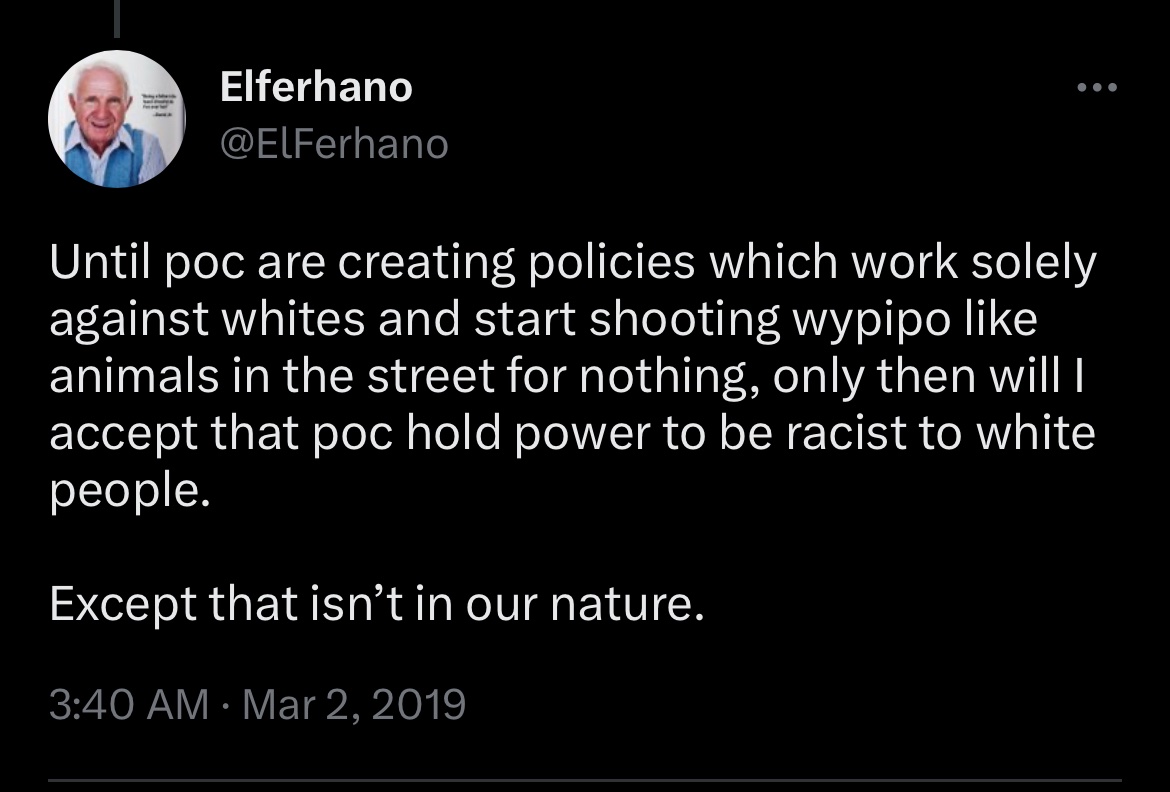 Elferhano
@ElFerhano
Until poc are creating policies which work solely
against whites and start shooting wypipo like
animals in the street for nothing, only then will I
accept that poc hold power to be racist to white
people.
Except that isn’t in our nature.
3:40 AM · Mar 2, 2019